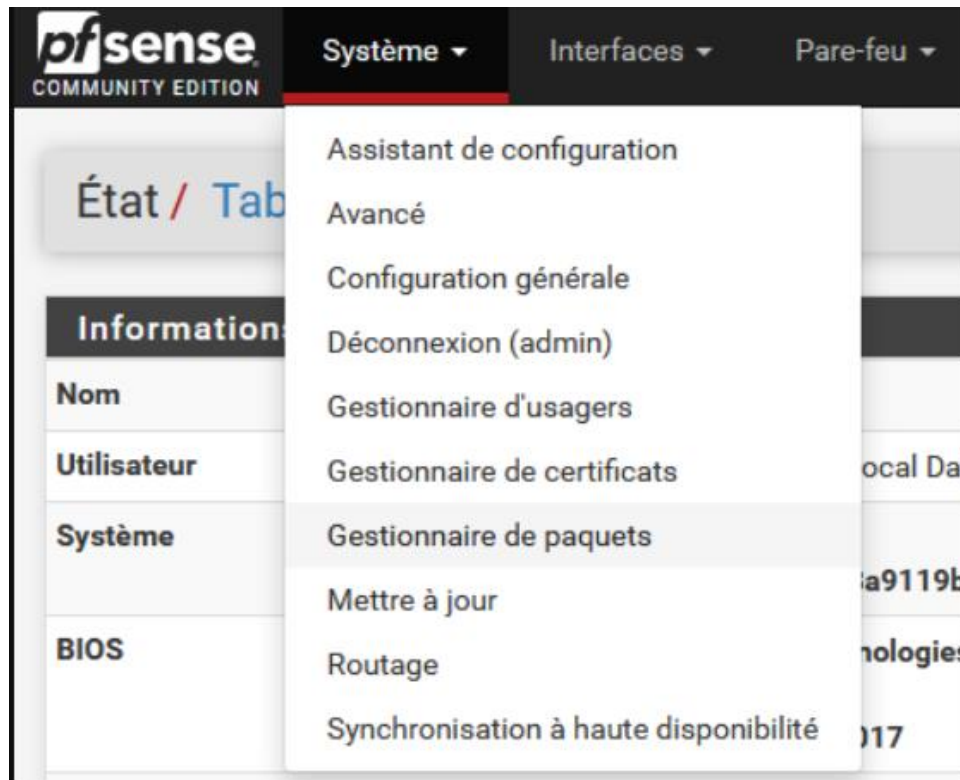 pfsense
COMMUNITY EDITION
Système
Interfaces
Pare-feu
État / Tab
Assistant de configuration
Avancé
Configuration générale
Déconnexion (admin)
Gestionnaire d'usagers
Gestionnaire de certificats
Gestionnaire de paquets
Mettre à jour
Routage
Synchronisation à haute disponibilité
Information
Nom
Utilisateur
ocal Da
Système
a9119b
BIOS
nologies
017